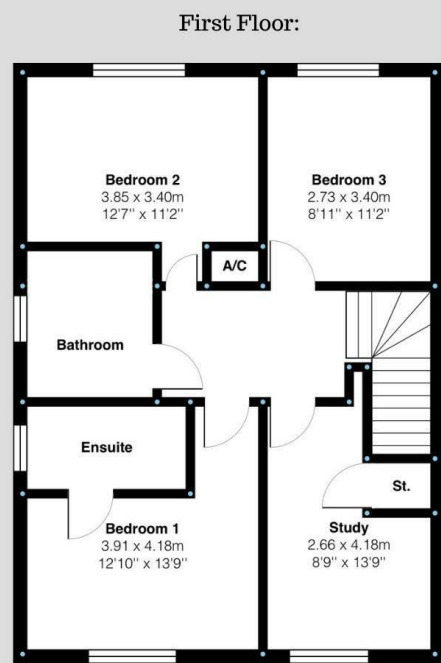 First Floor:
Bedroom 2
3.85 x 3.40m
12'7" x 11'2"
Bedroom 3
2.73 x 3.40m
8'11" x 11'2"
A/C
Bathroom
Ensuite
St.
Bedroom 1
3.91 x 4.18m
12'10" x 13'9"
Study
2.66 x 4.18m
8'9" x 13'9"